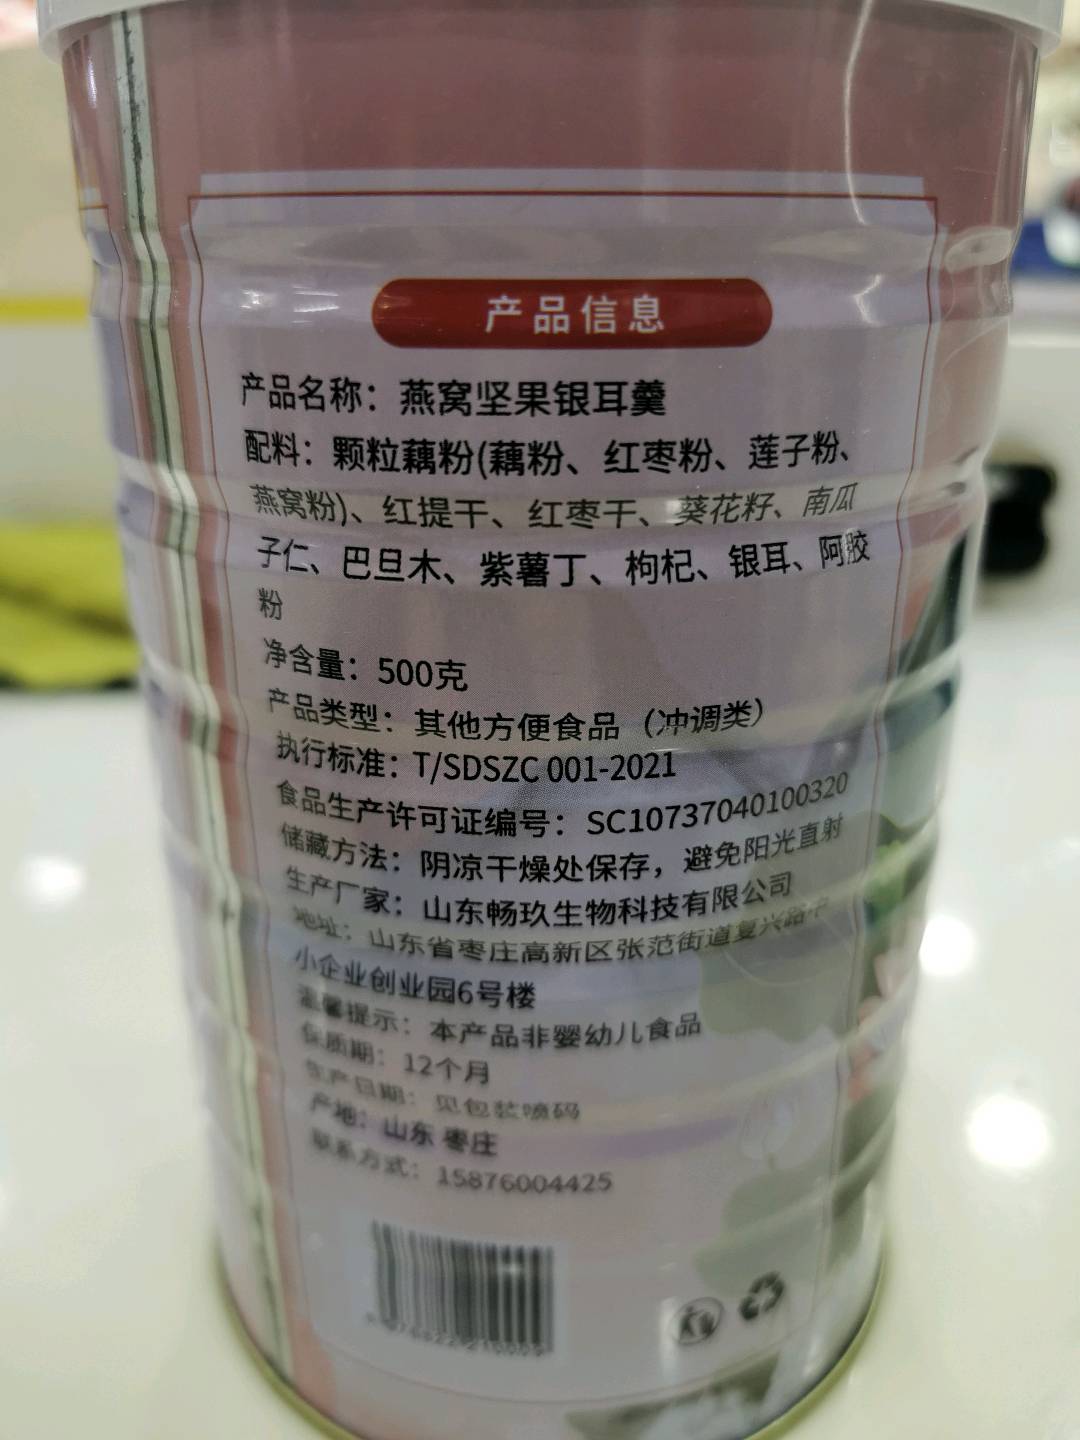 产品信息
产品名称：燕窝坚果银耳羹
配料：颗粒藕粉(藕粉、红枣粉、莲子粉、
燕窝粉)、红提干、红枣干、葵花籽、南瓜
子仁、巴旦木、紫薯丁、枸杞、银耳、阿胶
粉
净含量：500克
产品类型：其他方便食品（冲调类）
执行标准：T/SDSZC 001-2021
食品生产许可证编号：SC10737040100320
储藏方法：阴凉干燥处保存，避免阳光直射
生产厂家：山东畅玖生物科技有限公司
地址：山东省枣庄高新区张范街道复兴路中
小企业创业园6号楼
温馨提示：本产品非婴幼儿食品
保质期：12个月
生产日期：见包装喷码
产地：山东 枣庄
联系方式：15876004425